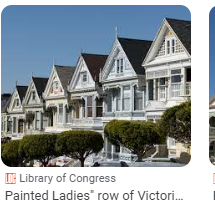 Library of Congress
Painted Ladies" row of Victori...